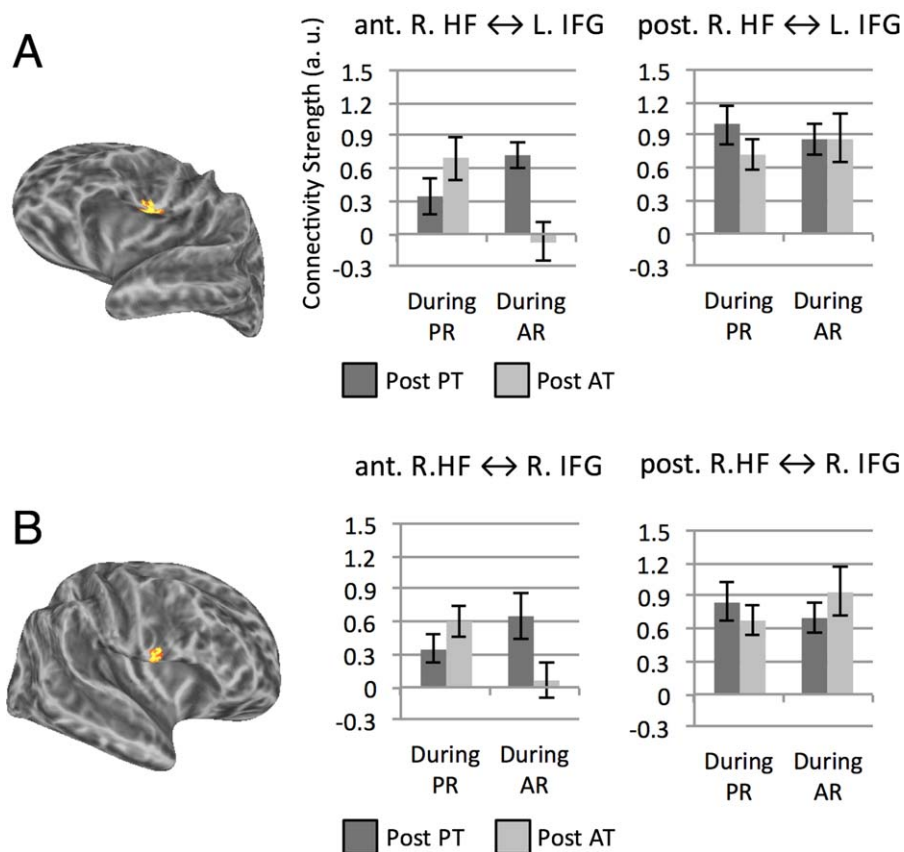 A
ant. R. HF ↔ L. IFG
post. R. HF ↔ L. IFG
Connectivity Strength (a. u.)
1.5
1.2
0.9
0.6
0.3
0
-0.3
During PR
During AR
1.5
1.2
0.9
0.6
0.3
0
-0.3
During PR
During AR
Post PT
Post AT
B
ant. R.HF ↔ R. IFG
post. R.HF ↔ R. IFG
1.5
1.2
0.9
0.6
0.3
0
-0.3
During PR
During AR
1.5
1.2
0.9
0.6
0.3
0
-0.3
During PR
During AR
Post PT
Post AT